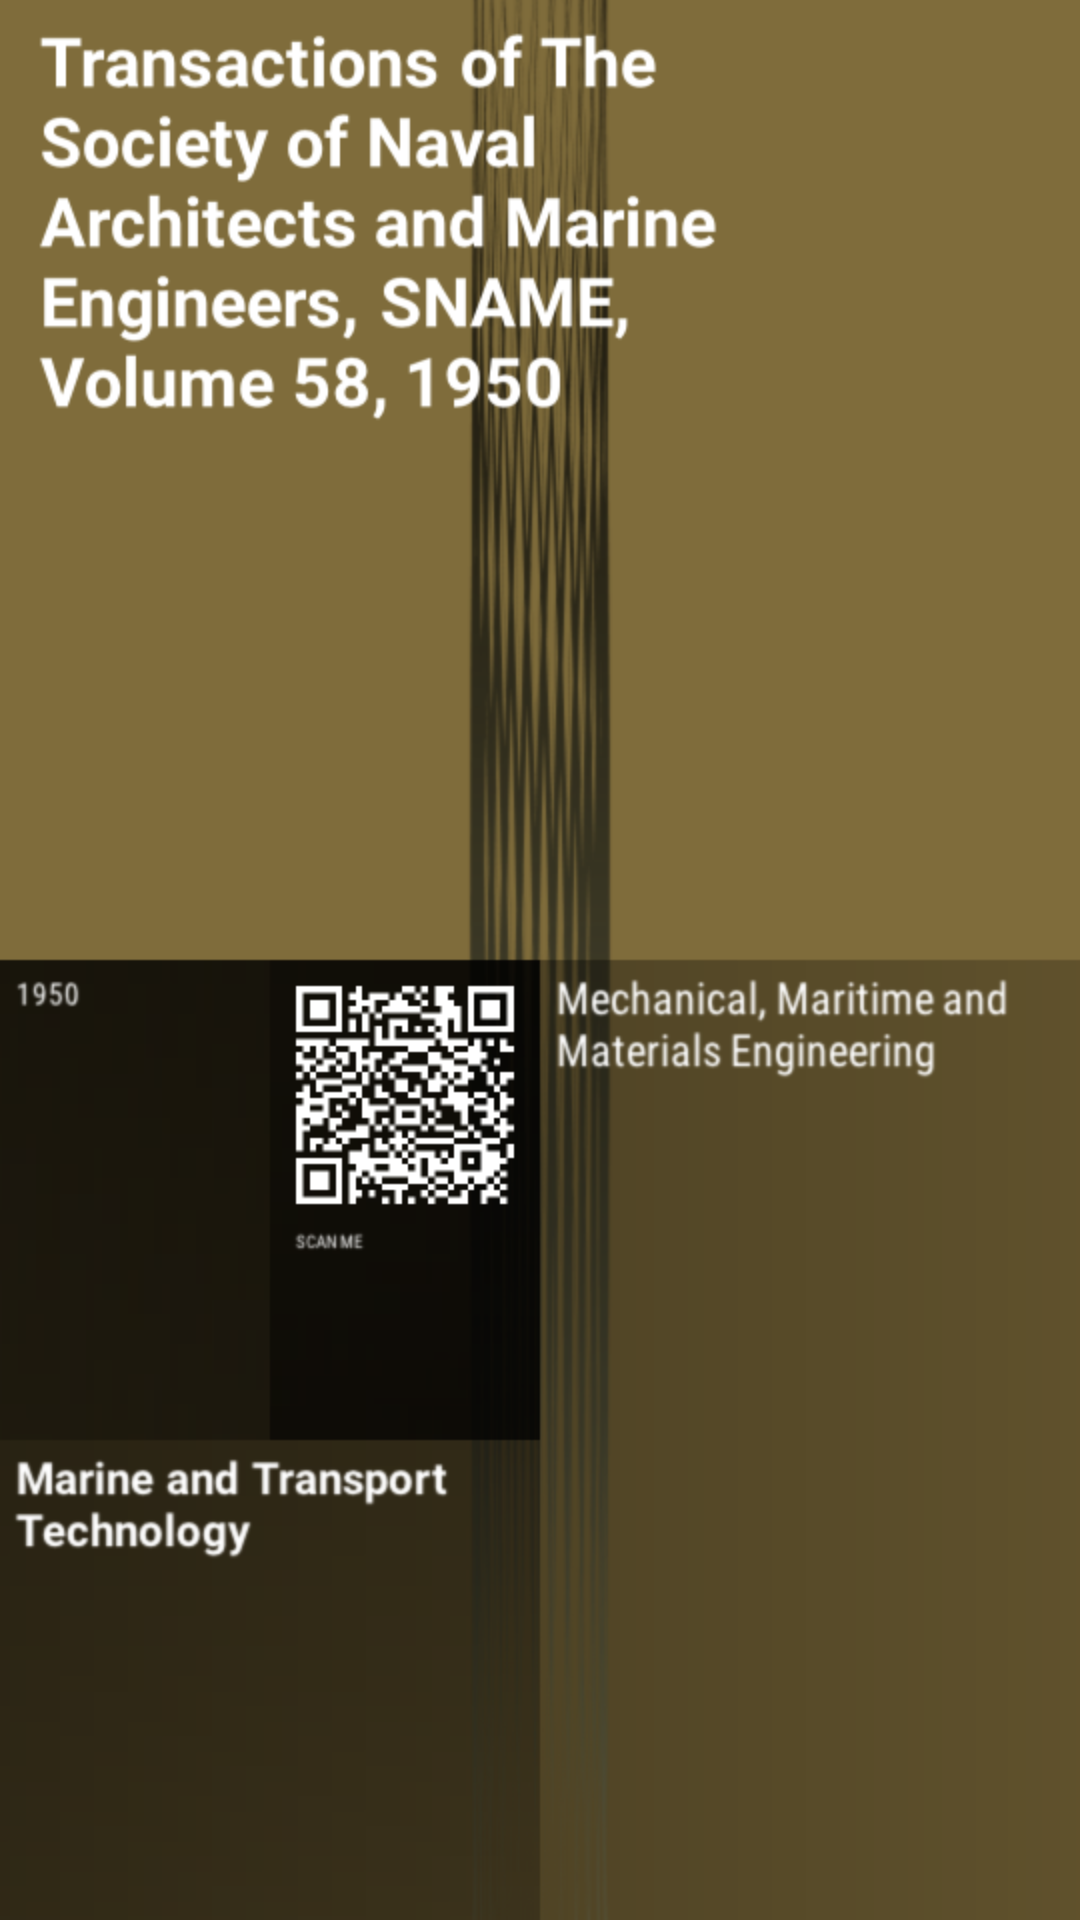 Transactions of The
Society of Naval
Architects and Marine
Engineers, SNAME,
Volume 58, 1950
1950
SCAN ME
Mechanical, Maritime and
Materials Engineering
Marine and Transport
Technology